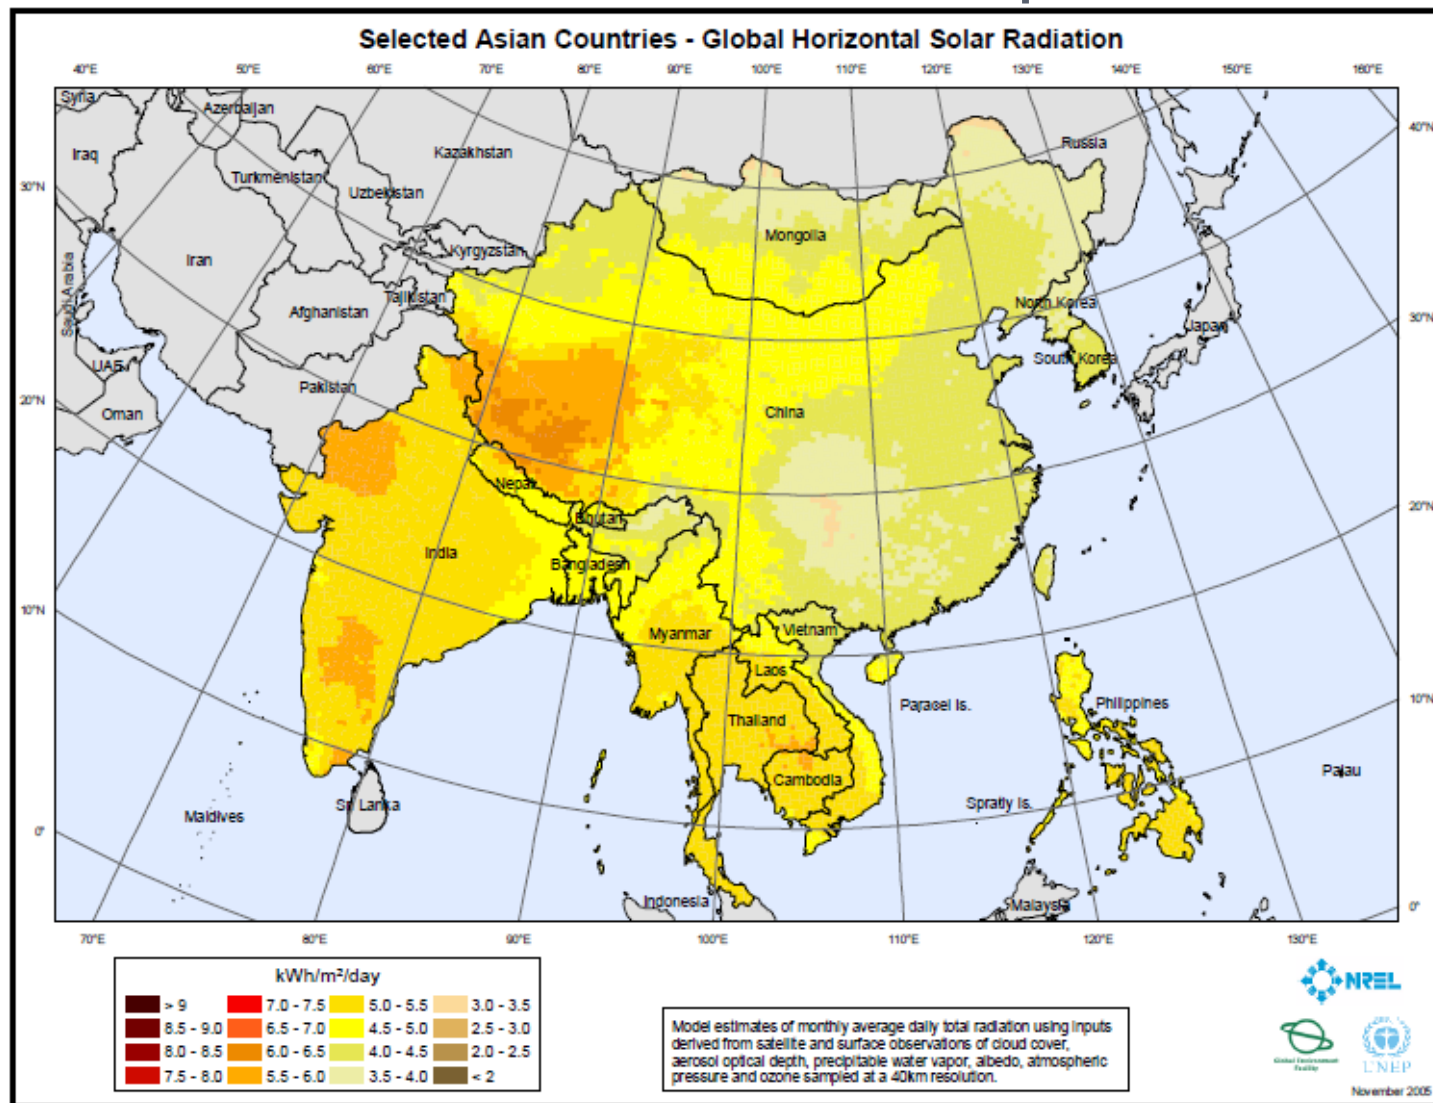 Selected Asian Countries - Global Horizontal Solar Radiation
40°E 50°E 60°E 70°E 80°E 90°E 100°E 110°E 120°E 130°E 140°E 150°E 160°E
Syria
Azerbaijan
Iraq
Kazakhstan
Russia
40°N
Turkmenistan
Uzbekistan
30°N
Mongolia
Kyrgyzstan
Iran
Saudi Arabia
Tajikistan
Afghanistan
North Korea
30°N
Japan
UAE
South Korea
Pakistan
20°N
Oman
China
Nepal
20°N
Bhutan
India
Bangladesh
10°N
Myanmar
Vietnam
Laos
10°N
Paracel Is.
Philippines
Thailand
Palau
Cambodia
Sri Lanka
Spratly Is.
Maldives
0°
Indonesia
Malaysia
0°
70°E 80°E 90°E 100°E 110°E 120°E 130°E
kWh/m²/day
> 9 7.0 - 7.5 5.0 - 5.5 3.0 - 3.5
8.5 - 9.0 6.5 - 7.0 4.5 - 5.0 2.5 - 3.0
8.0 - 8.5 6.0 - 6.5 4.0 - 4.5 2.0 - 2.5
7.5 - 8.0 5.5 - 6.0 3.5 - 4.0 < 2
Model estimates of monthly average daily total radiation using inputs
derived from satellite and surface observations of cloud cover,
aerosol optical depth, precipitable water vapor, albedo, atmospheric
pressure and ozone sampled at a 40km resolution.
NREL
Global Environment
Facility
UNEP
November 2005